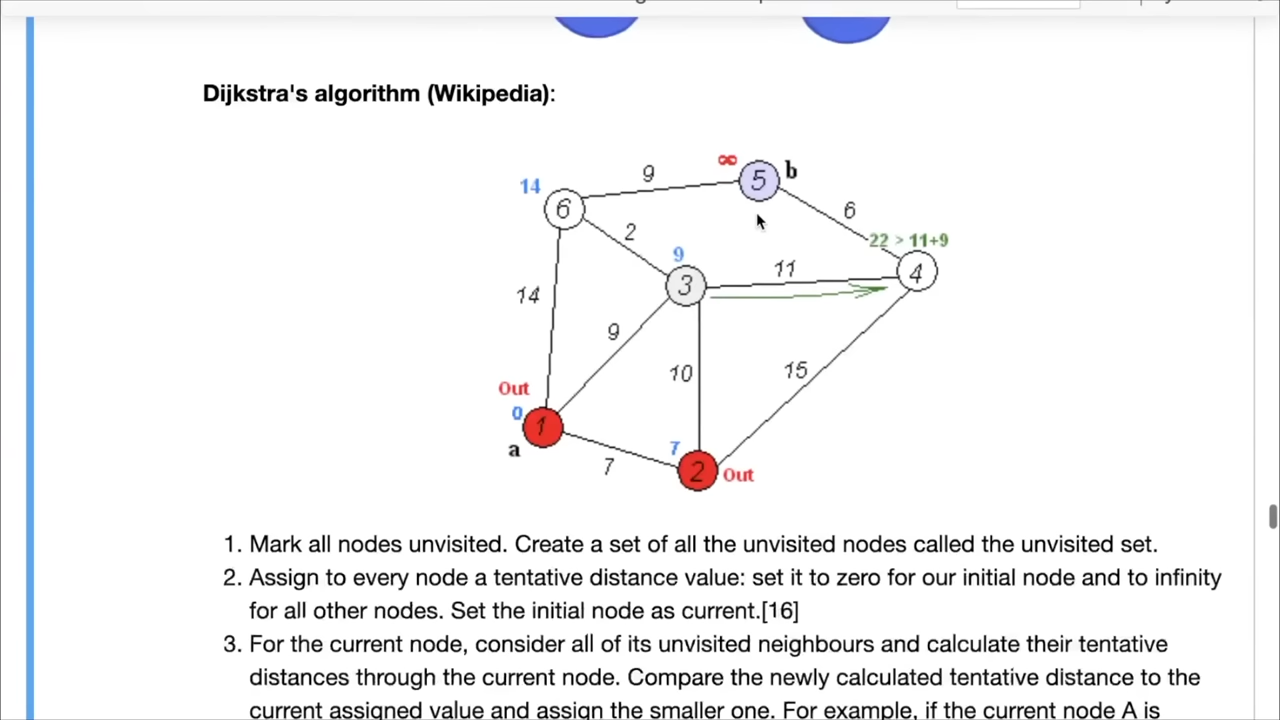 Dijkstra's algorithm (Wikipedia):
∞
5
b
9
14
6
6
2
22 > 11+9
9
4
11
3
14
9
10
15
Out
0
1
a
7
7
2
Out
1. Mark all nodes unvisited. Create a set of all the unvisited nodes called the unvisited set.
2. Assign to every node a tentative distance value: set it to zero for our initial node and to infinity
for all other nodes. Set the initial node as current.[16]
3. For the current node, consider all of its unvisited neighbours and calculate their tentative
distances through the current node. Compare the newly calculated tentative distance to the
current assigned value and assign the smaller one. For example, if the current node A is